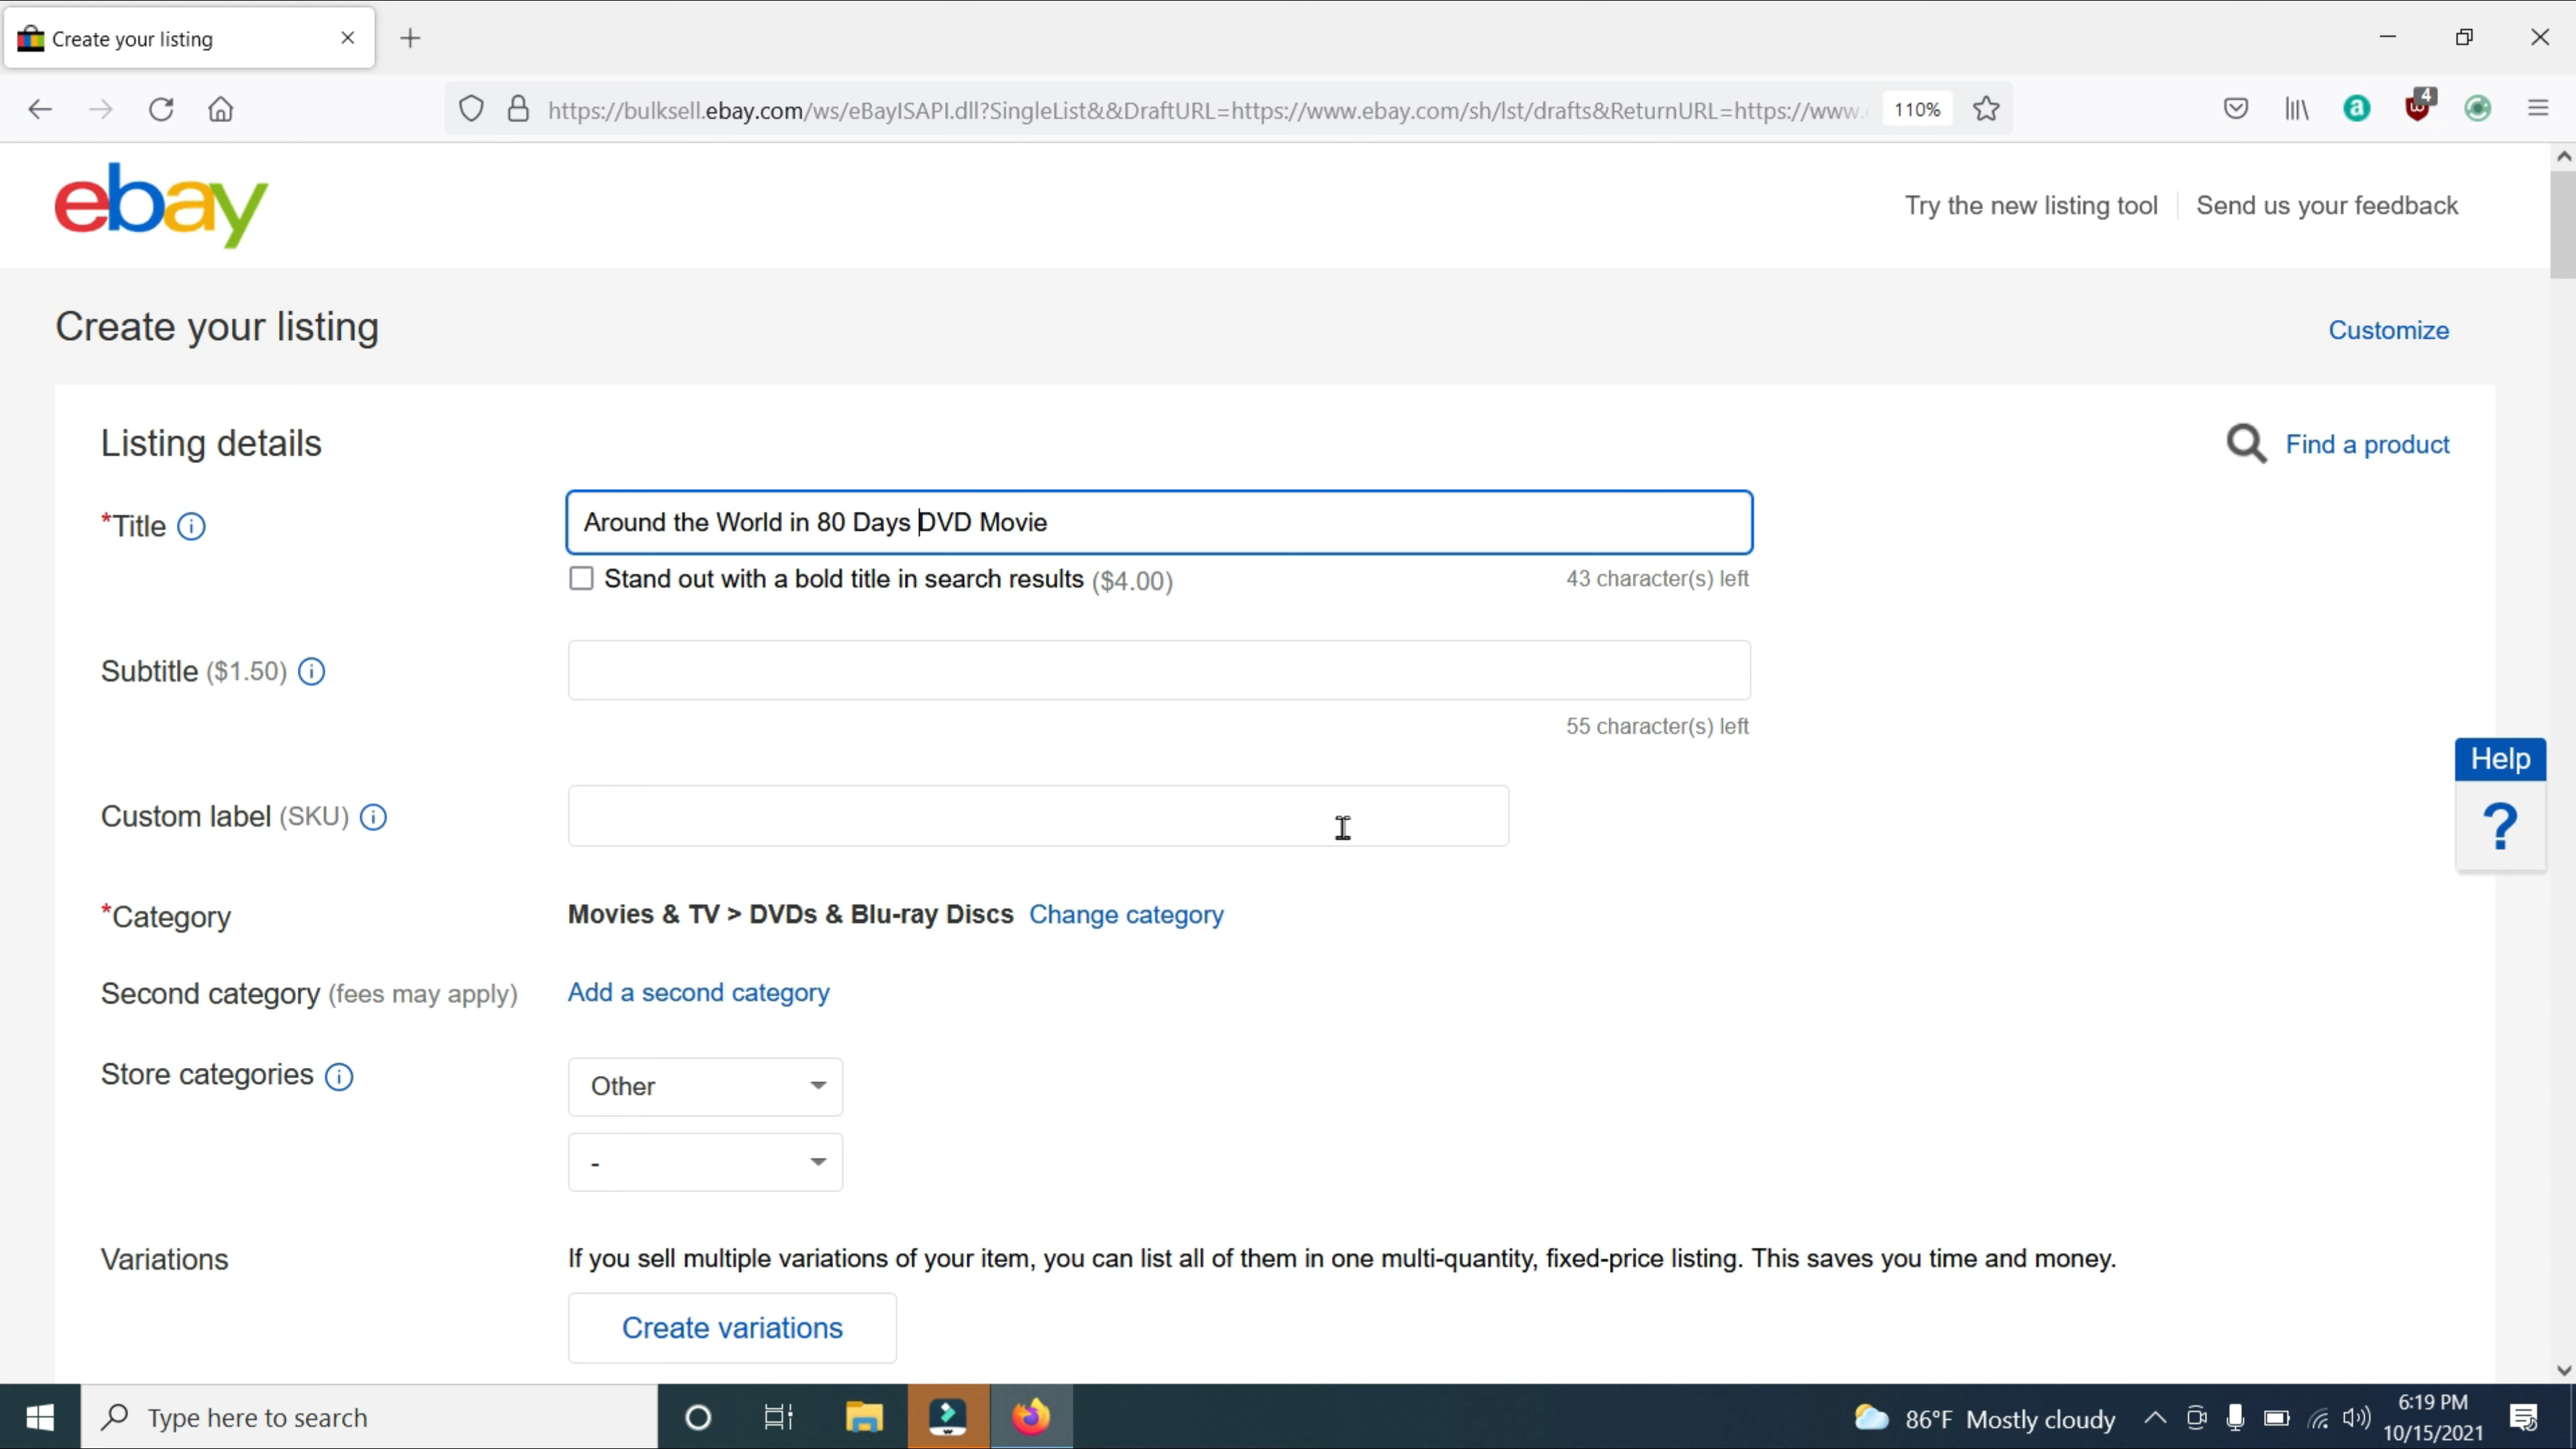 Create your listing
https://bulksell.ebay.com/ws/eBayISAPI.dll?SingleList&&DraftURL=https://www.ebay.com/sh/lst/drafts&ReturnURL=https://www.
110%
4
ebay
Try the new listing tool
Send us your feedback
Create your listing
Customize
Listing details
Find a product
*Title
Around the World in 80 Days DVD Movie
Stand out with a bold title in search results ($4.00)
43 character(s) left
Subtitle ($1.50)
55 character(s) left
Custom label (SKU)
Help
?
*Category
Movies & TV > DVDs & Blu-ray Discs Change category
Second category (fees may apply)
Add a second category
Store categories
Other
-
Variations
If you sell multiple variations of your item, you can list all of them in one multi-quantity, fixed-price listing. This saves you time and money.
Create variations
Type here to search
86°F Mostly cloudy
6:19 PM
10/15/2021